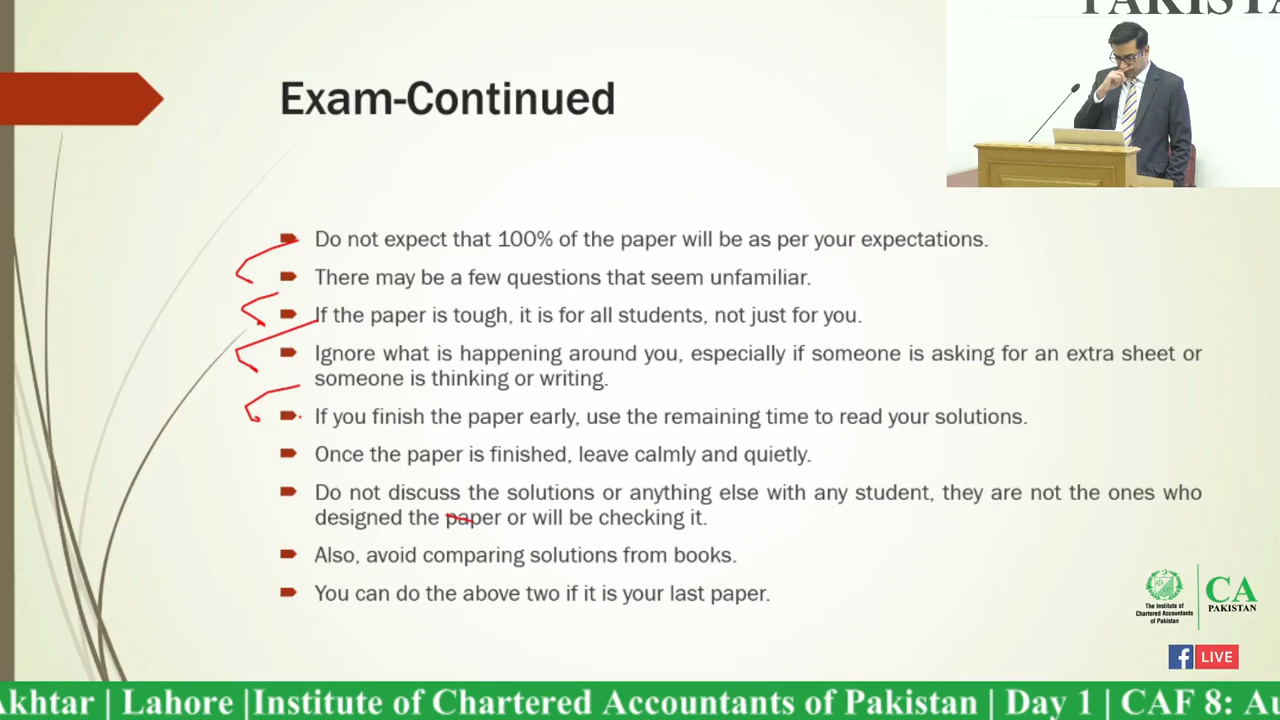 PAKISTA
Exam-Continued
Do not expect that 100% of the paper will be as per your expectations.
There may be a few questions that seem unfamiliar.
If the paper is tough, it is for all students, not just for you.
Ignore what is happening around you, especially if someone is asking for an extra sheet or
someone is thinking or writing.
If you finish the paper early, use the remaining time to read your solutions.
Once the paper is finished, leave calmly and quietly.
Do not discuss the solutions or anything else with any student, they are not the ones who
designed the paper or will be checking it.
Also, avoid comparing solutions from books.
You can do the above two if it is your last paper.
The Institute of
Chartered Accountants
of Pakistan
CA
PAKISTAN
f LIVE
Akhtar | Lahore |Institute of Chartered Accountants of Pakistan | Day 1 | CAF 8: Au